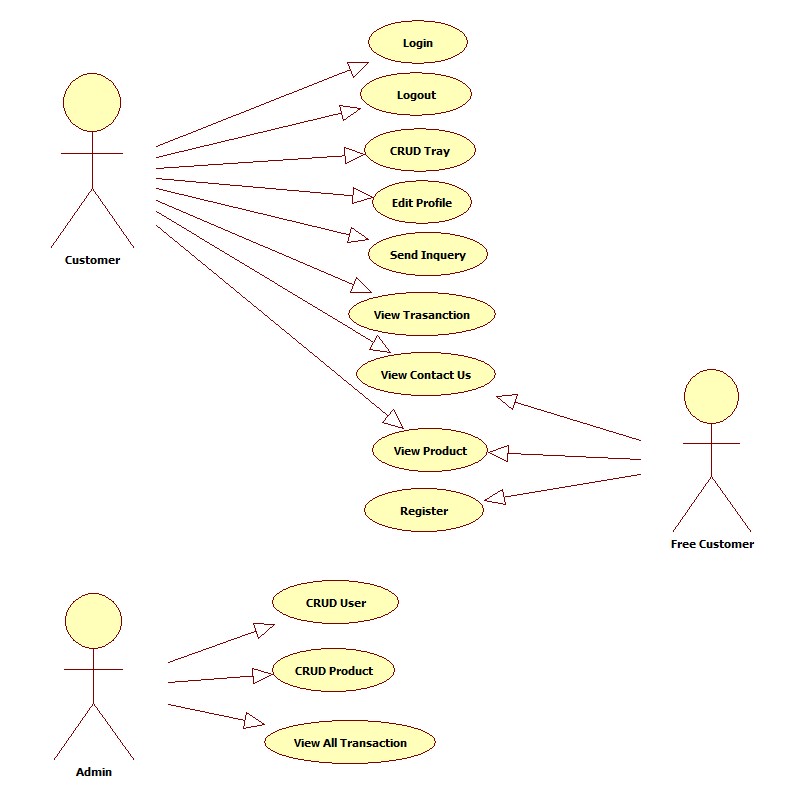 Login
Logout
CRUD Tray
Edit Profile
Customer
Send Inquery
View Trasanction
View Contact Us
View Product
Register
Free Customer
CRUD User
CRUD Product
View All Transaction
Admin